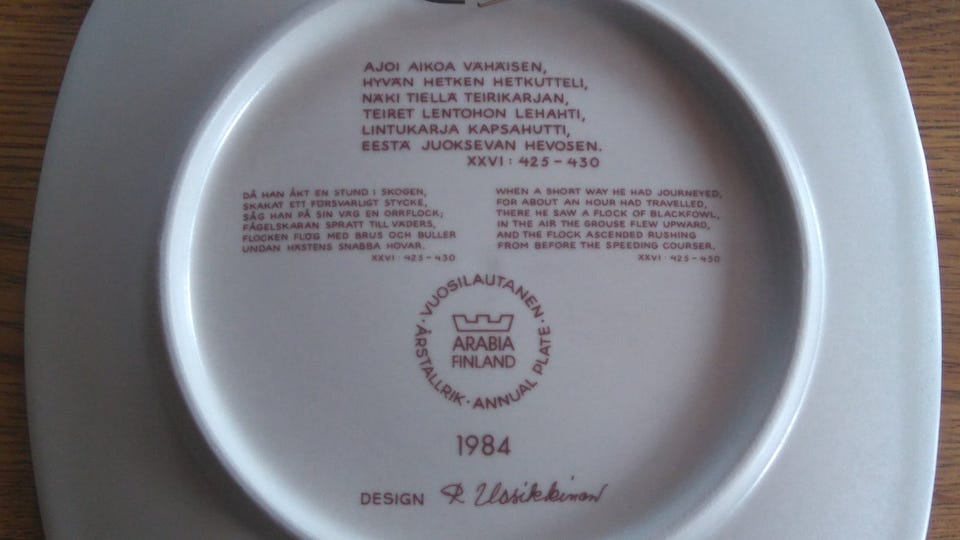 AJOI AIKOA VÄHÄISEN,
HYVÄN HETKEN HETKUTTELI,
NÄKI TIELLÄ TEIRIKARJAN,
TEIRET LENTOHON LEHAHTI,
LINTUKARJA KAPSAHUTTI,
EESTÄ JUOKSEVAN HEVOSEN.
XXVI : 425 - 430
DÅ HAN ÅKT EN STUND I SKOGEN,
SKAKAT ETT FÖRSVARLIGT STYCKE,
SÅG HAN PÅ SIN VÄG EN ORRFLOCK;
FÅGELSKARAN SPRATT TILL VÄDERS,
FLOCKEN FLÖG MED BRUS OCH BULLER
UNDAN HÄSTENS SNABBA HOVAR.
XXVI : 425 - 430
WHEN A SHORT WAY HE HAD JOURNEYED,
FOR ABOUT AN HOUR HAD TRAVELLED,
THERE HE SAW A FLOCK OF BLACKFOWL,
IN THE AIR THE GROUSE FLEW UPWARD,
AND THE FLOCK ASCENDED RUSHING
FROM BEFORE THE SPEEDING COURSER.
XXVI : 425 - 430
· VUOSILAUTANEN · ANNUAL PLATE · ÅRSTALLRIK
ARABIA
FINLAND
1984
DESIGN R. Uosikkinen